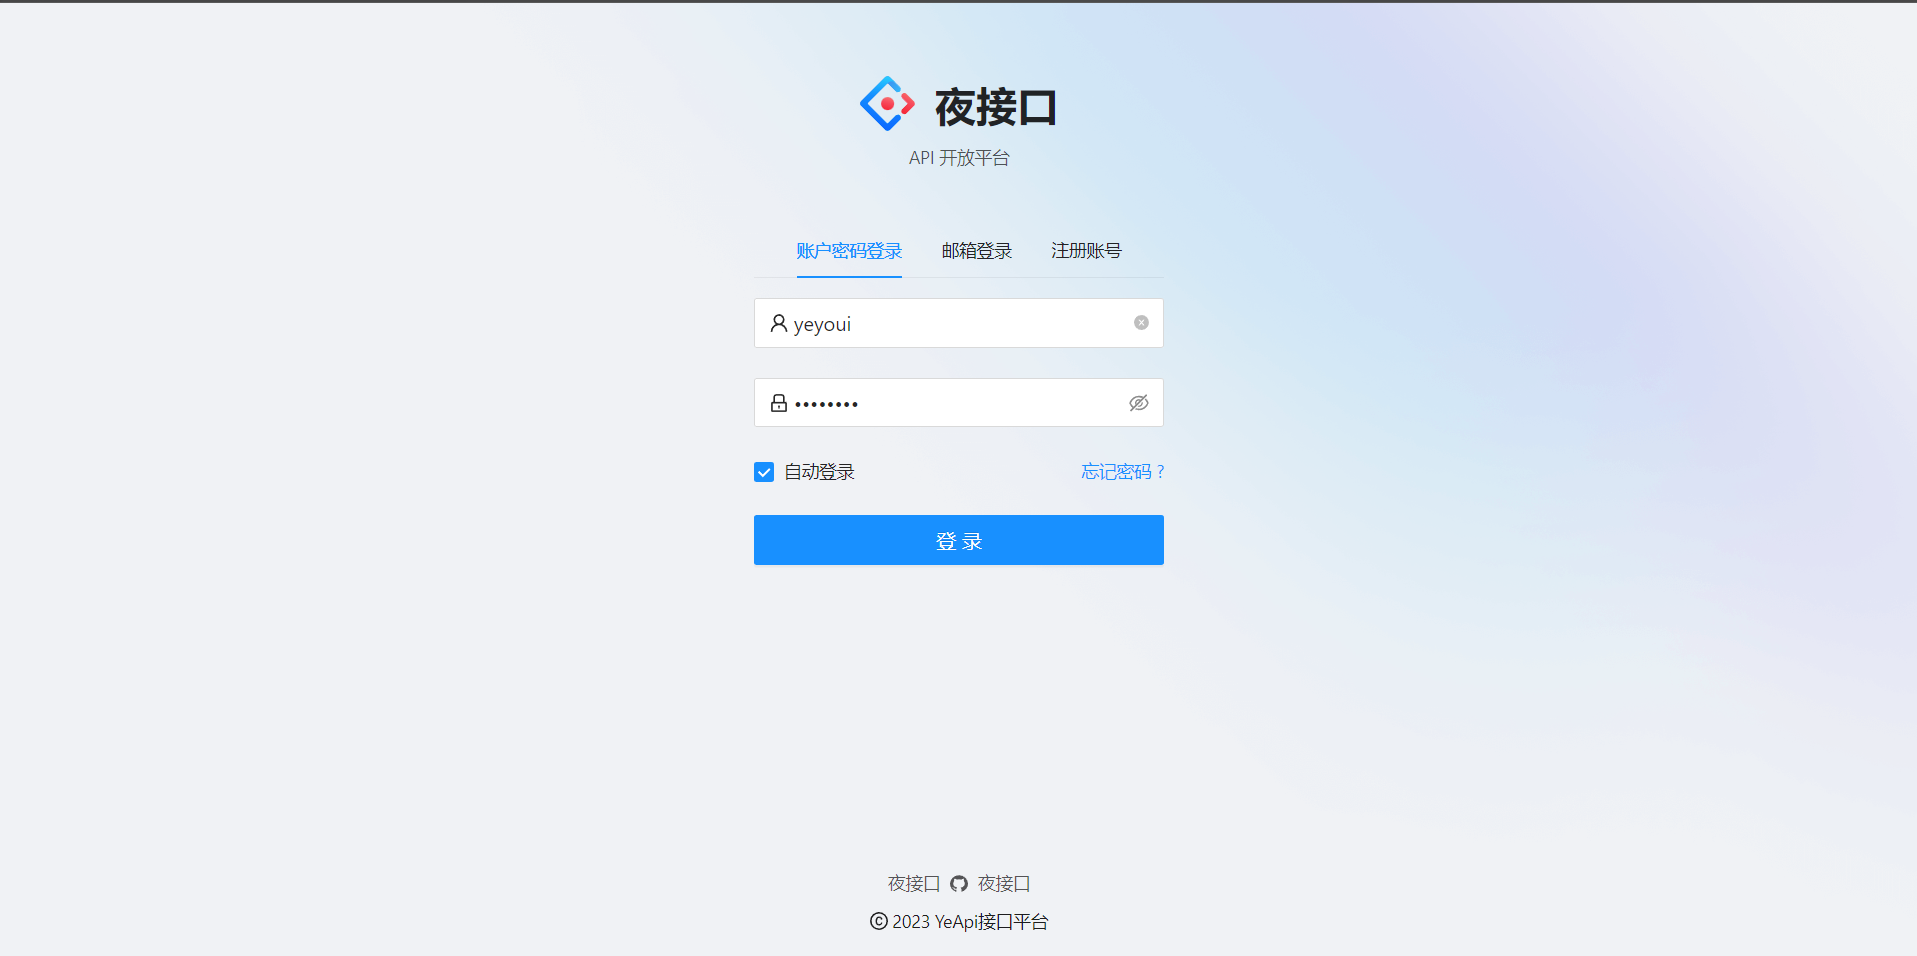 夜接口
API 开放平台
账户密码登录 邮箱登录 注册账号
yeyoui
••••••••
自动登录 忘记密码 ?
登 录
夜接口 夜接口
© 2023 YeApi接口平台